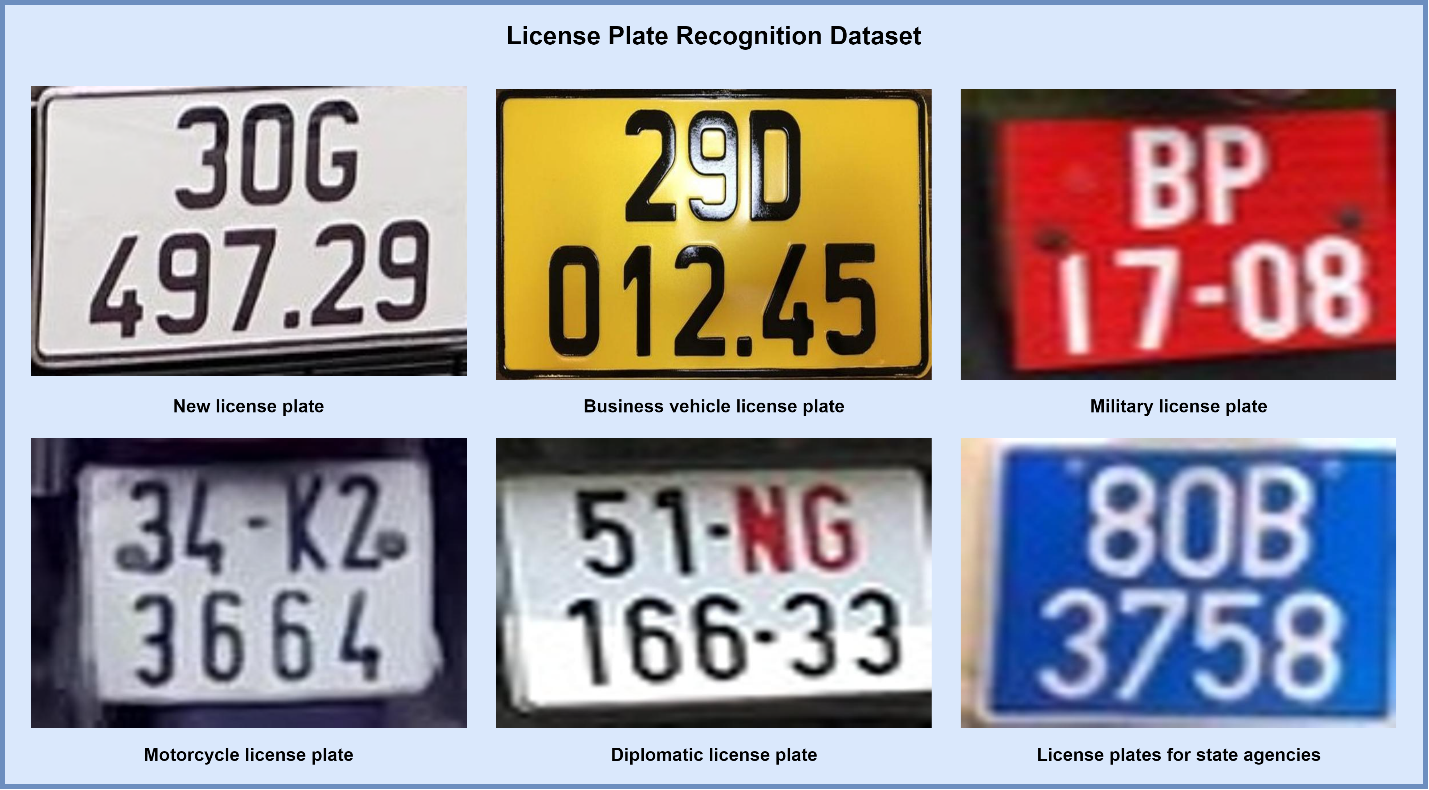 License Plate Recognition Dataset
30G
497.29
New license plate
29D
012.45
Business vehicle license plate
BP
17-08
Military license plate
34-K2
3664
Motorcycle license plate
51-NG
166-33
Diplomatic license plate
80B
3758
License plates for state agencies